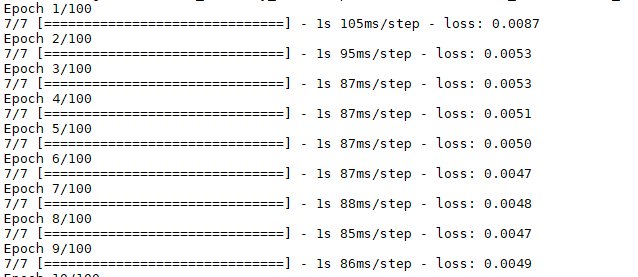 Epoch 1/100
7/7 [==============================] - 1s 105ms/step - loss: 0.0087
Epoch 2/100
7/7 [==============================] - 1s 95ms/step - loss: 0.0053
Epoch 3/100
7/7 [==============================] - 1s 87ms/step - loss: 0.0053
Epoch 4/100
7/7 [==============================] - 1s 87ms/step - loss: 0.0051
Epoch 5/100
7/7 [==============================] - 1s 87ms/step - loss: 0.0050
Epoch 6/100
7/7 [==============================] - 1s 87ms/step - loss: 0.0047
Epoch 7/100
7/7 [==============================] - 1s 88ms/step - loss: 0.0048
Epoch 8/100
7/7 [==============================] - 1s 85ms/step - loss: 0.0047
Epoch 9/100
7/7 [==============================] - 1s 86ms/step - loss: 0.0049